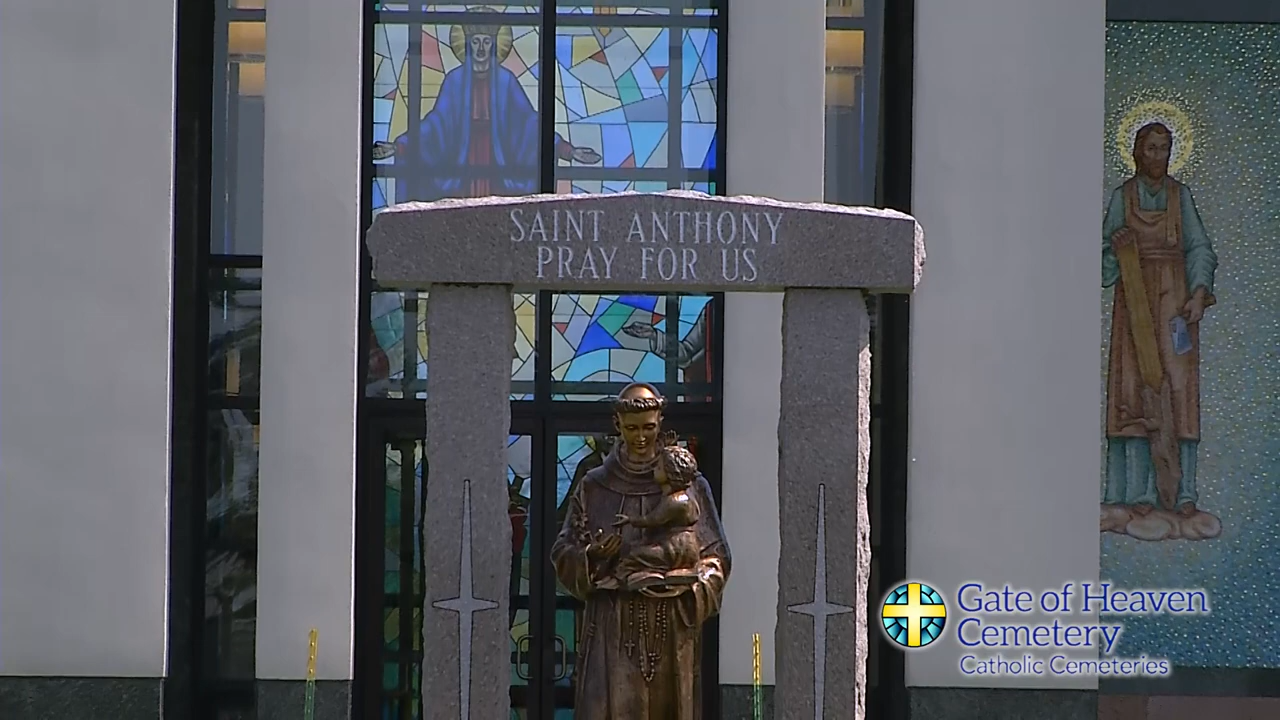 SAINT ANTHONY
PRAY FOR US
Gate of Heaven
Cemetery
Catholic Cemeteries